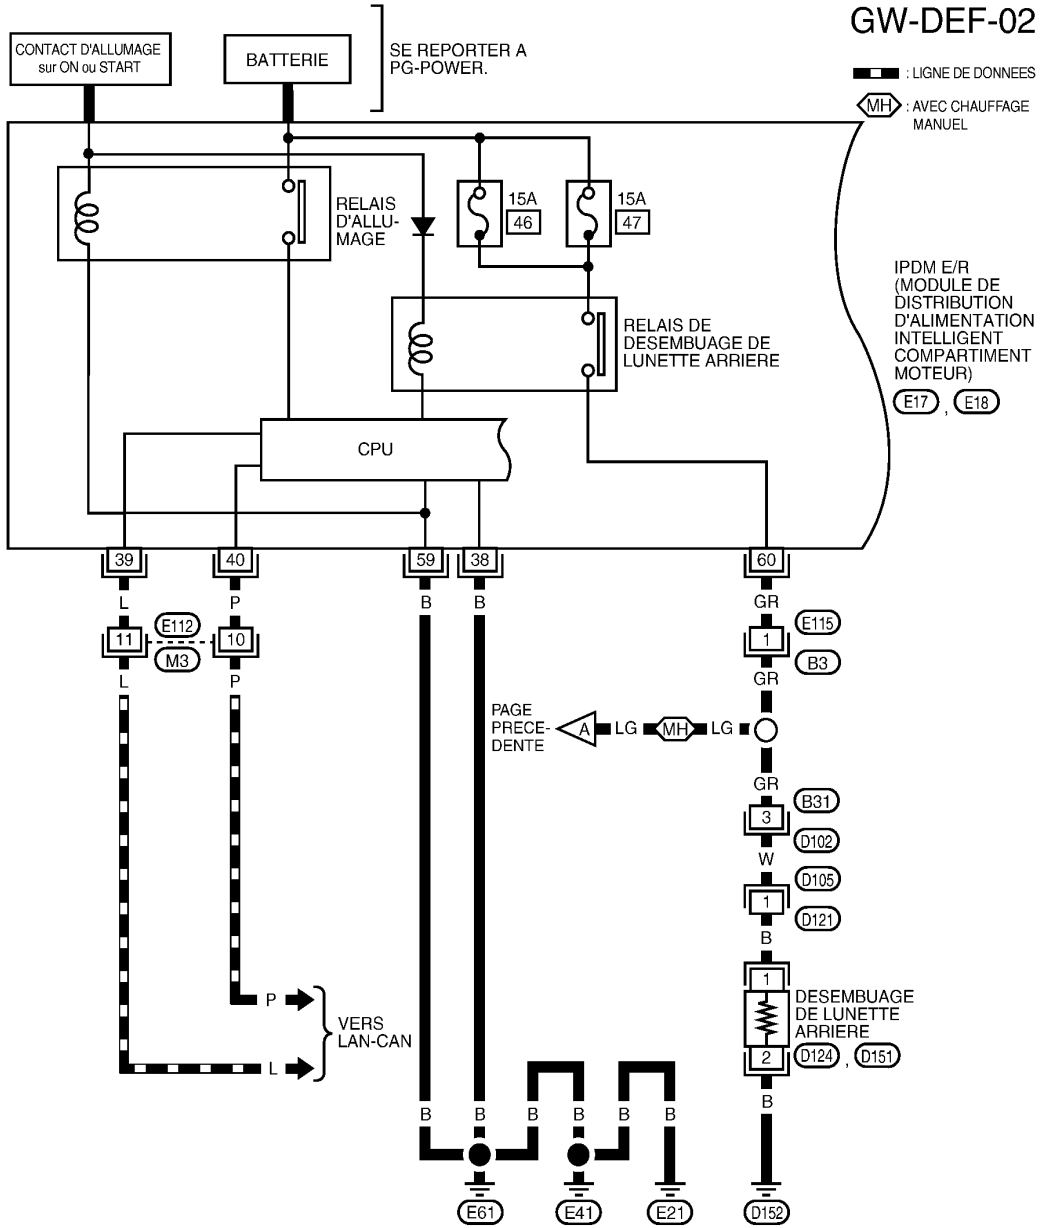 GW-DEF-02
CONTACT D'ALLUMAGE
sur ON ou START
BATTERIE
SE REPORTER A
PG-POWER.
: LIGNE DE DONNEES
MH : AVEC CHAUFFAGE
MANUEL
RELAIS
D'ALLU-
MAGE
15A
46
15A
47
IPDM E/R
(MODULE DE
DISTRIBUTION
D'ALIMENTATION
INTELLIGENT
COMPARTIMENT
MOTEUR)
E17 , E18
RELAIS DE
DESEMBUAGE DE
LUNETTE ARRIERE
CPU
39 40 59 38 60
L P B B GR
11 E112 10 1 E115
M3 B3
L P GR
PAGE
PRECE-
DENTE
A LG MH LG
GR
3 B31
D102
W
D105
1
D121
B
1
DESEMBUAGE
DE LUNETTE
ARRIERE
2 D124 , D151
B
P
VERS
LAN-CAN
L
B B B B B B
E61 E41 E21 D152